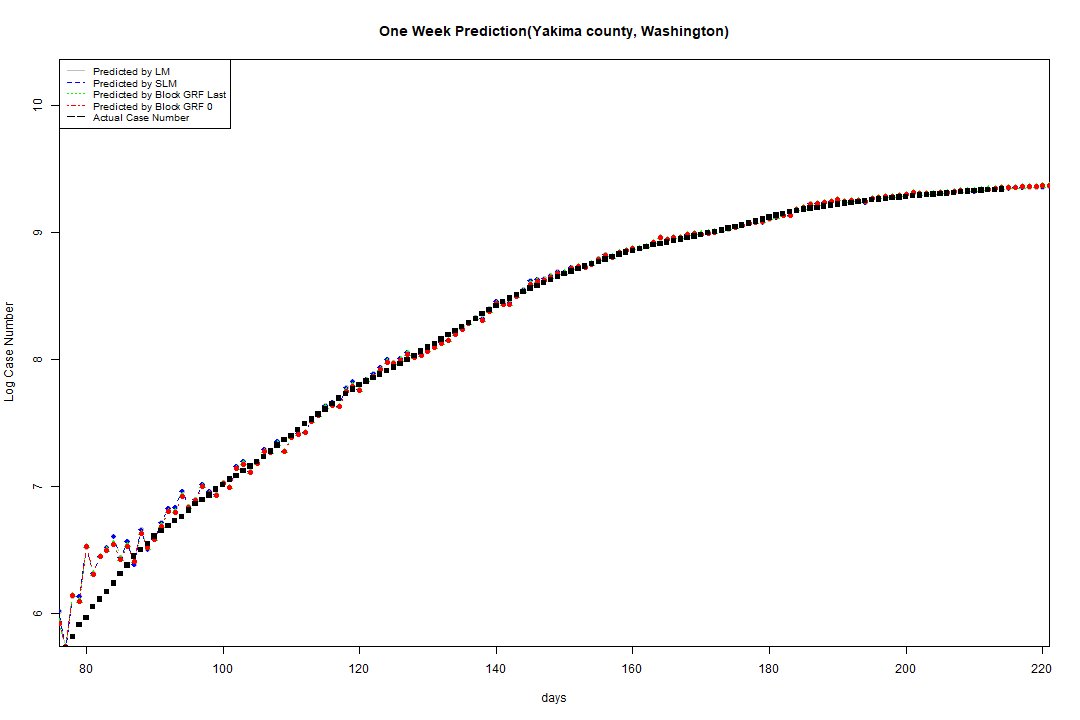 One Week Prediction(Yakima county, Washington)
Predicted by LM
Predicted by SLM
Predicted by Block GRF Last
Predicted by Block GRF 0
Actual Case Number
10
9
8
7
6
Log Case Number
80 100 120 140 160 180 200 220
days